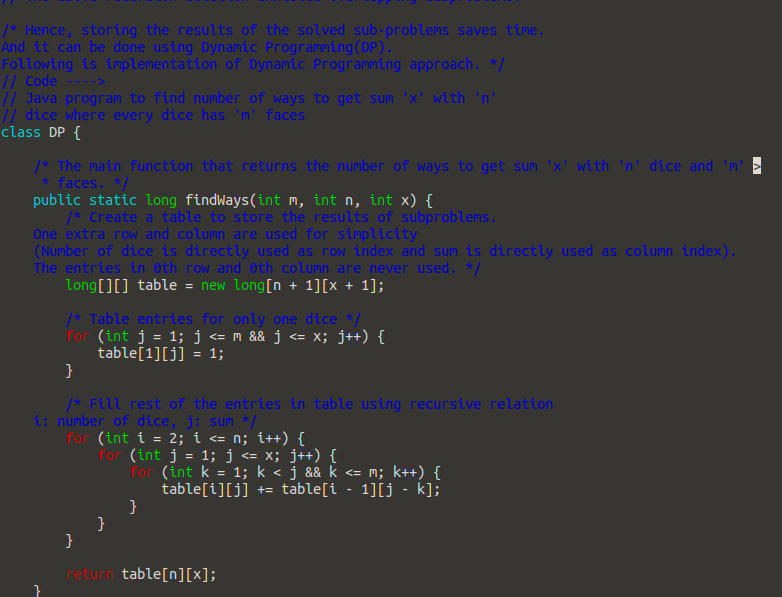 /* Hence, storing the results of the solved sub-problems saves time.
And it can be done using Dynamic Programming(DP).
Following is implementation of Dynamic Programming approach. */
// Code ---->
// Java program to find number of ways to get sum 'x' with 'n'
// dice where every dice has 'm' faces
class DP {
    /* The main function that returns the number of ways to get sum 'x' with 'n' dice and 'm' >
     * faces. */
    public static long findWays(int m, int n, int x) {
        /* Create a table to store the results of subproblems.
    One extra row and column are used for simplicity
    (Number of dice is directly used as row index and sum is directly used as column index).
    The entries in 0th row and 0th column are never used. */
        long[][] table = new long[n + 1][x + 1];
        /* Table entries for only one dice */
        for (int j = 1; j <= m && j <= x; j++) {
            table[1][j] = 1;
        }
        /* Fill rest of the entries in table using recursive relation
    i: number of dice, j: sum */
        for (int i = 2; i <= n; i++) {
            for (int j = 1; j <= x; j++) {
                for (int k = 1; k < j && k <= m; k++) {
                    table[i][j] += table[i - 1][j - k];
                }
            }
        }
        return table[n][x];
    }